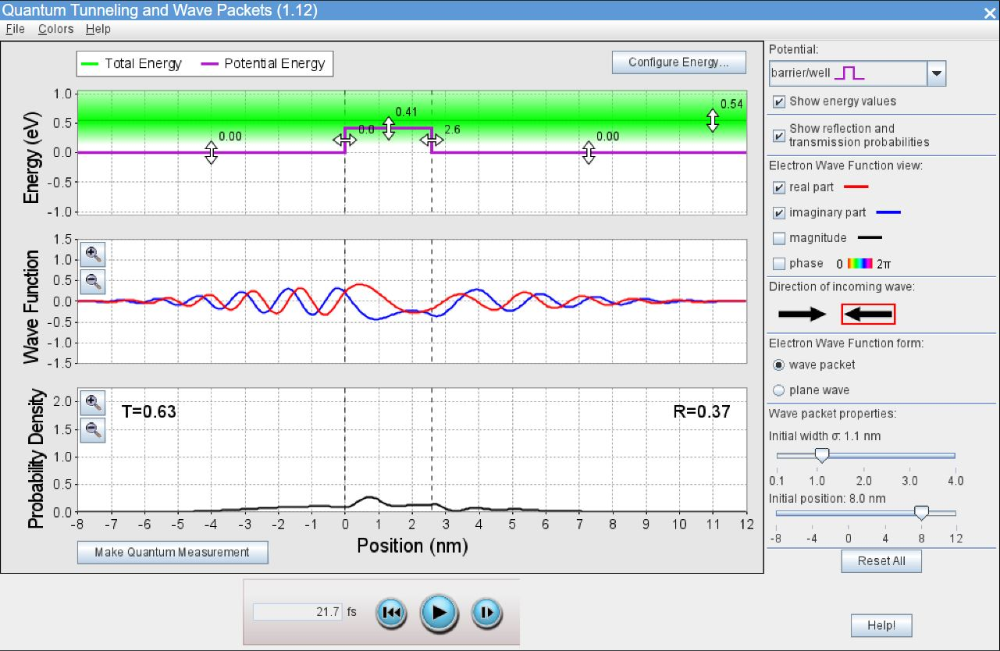 Quantum Tunneling and Wave Packets (1.12)
File Colors Help
Total Energy Potential Energy
Configure Energy...
Energy (eV)
1.0
0.5
0.0
-0.5
-1.0
0.00
0.0
0.41
2.6
0.00
0.54
Wave Function
1.5
1.0
0.5
0.0
-0.5
-1.0
-1.5
Probability Density
2.0
1.5
1.0
0.5
0.0
T=0.63
R=0.37
-8 -7 -6 -5 -4 -3 -2 -1 0 1 2 3 4 5 6 7 8 9 10 11 12
Position (nm)
Make Quantum Measurement
21.7 fs
Potential:
barrier/well
Show energy values
Show reflection and
transmission probabilities
Electron Wave Function view:
real part
imaginary part
magnitude
phase 0 2π
Direction of incoming wave:
Electron Wave Function form:
wave packet
plane wave
Wave packet properties:
Initial width σ: 1.1 nm
0.1 1.0 2.0 3.0 4.0
Initial position: 8.0 nm
-8 -4 0 4 8 12
Reset All
Help!